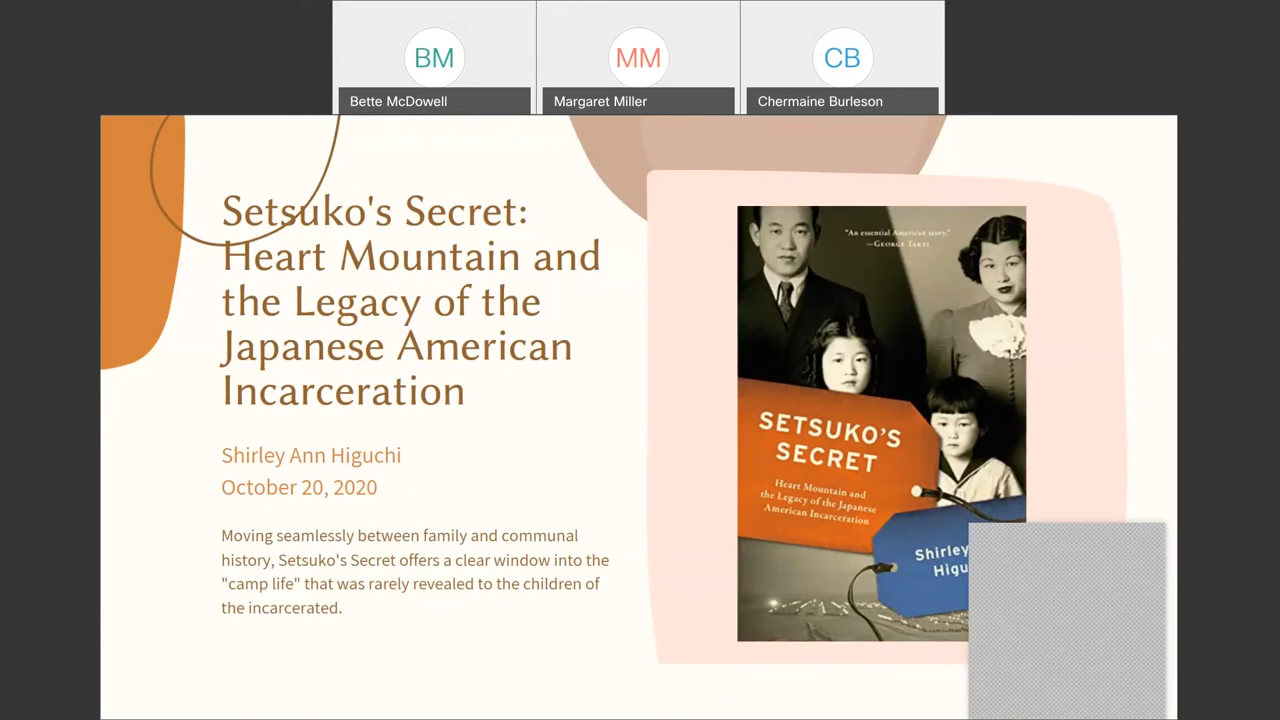 BM
MM
CB
Bette McDowell
Margaret Miller
Chermaine Burleson
Setsuko's Secret:
Heart Mountain and
the Legacy of the
Japanese American
Incarceration
Shirley Ann Higuchi
October 20, 2020
Moving seamlessly between family and communal
history, Setsuko's Secret offers a clear window into the
"camp life" that was rarely revealed to the children of
the incarcerated.
“An essential American story.”
—GEORGE TAKEI
SETSUKO’S
SECRET
Heart Mountain and
the Legacy of the Japanese
American Incarceration
Shirley
Higu